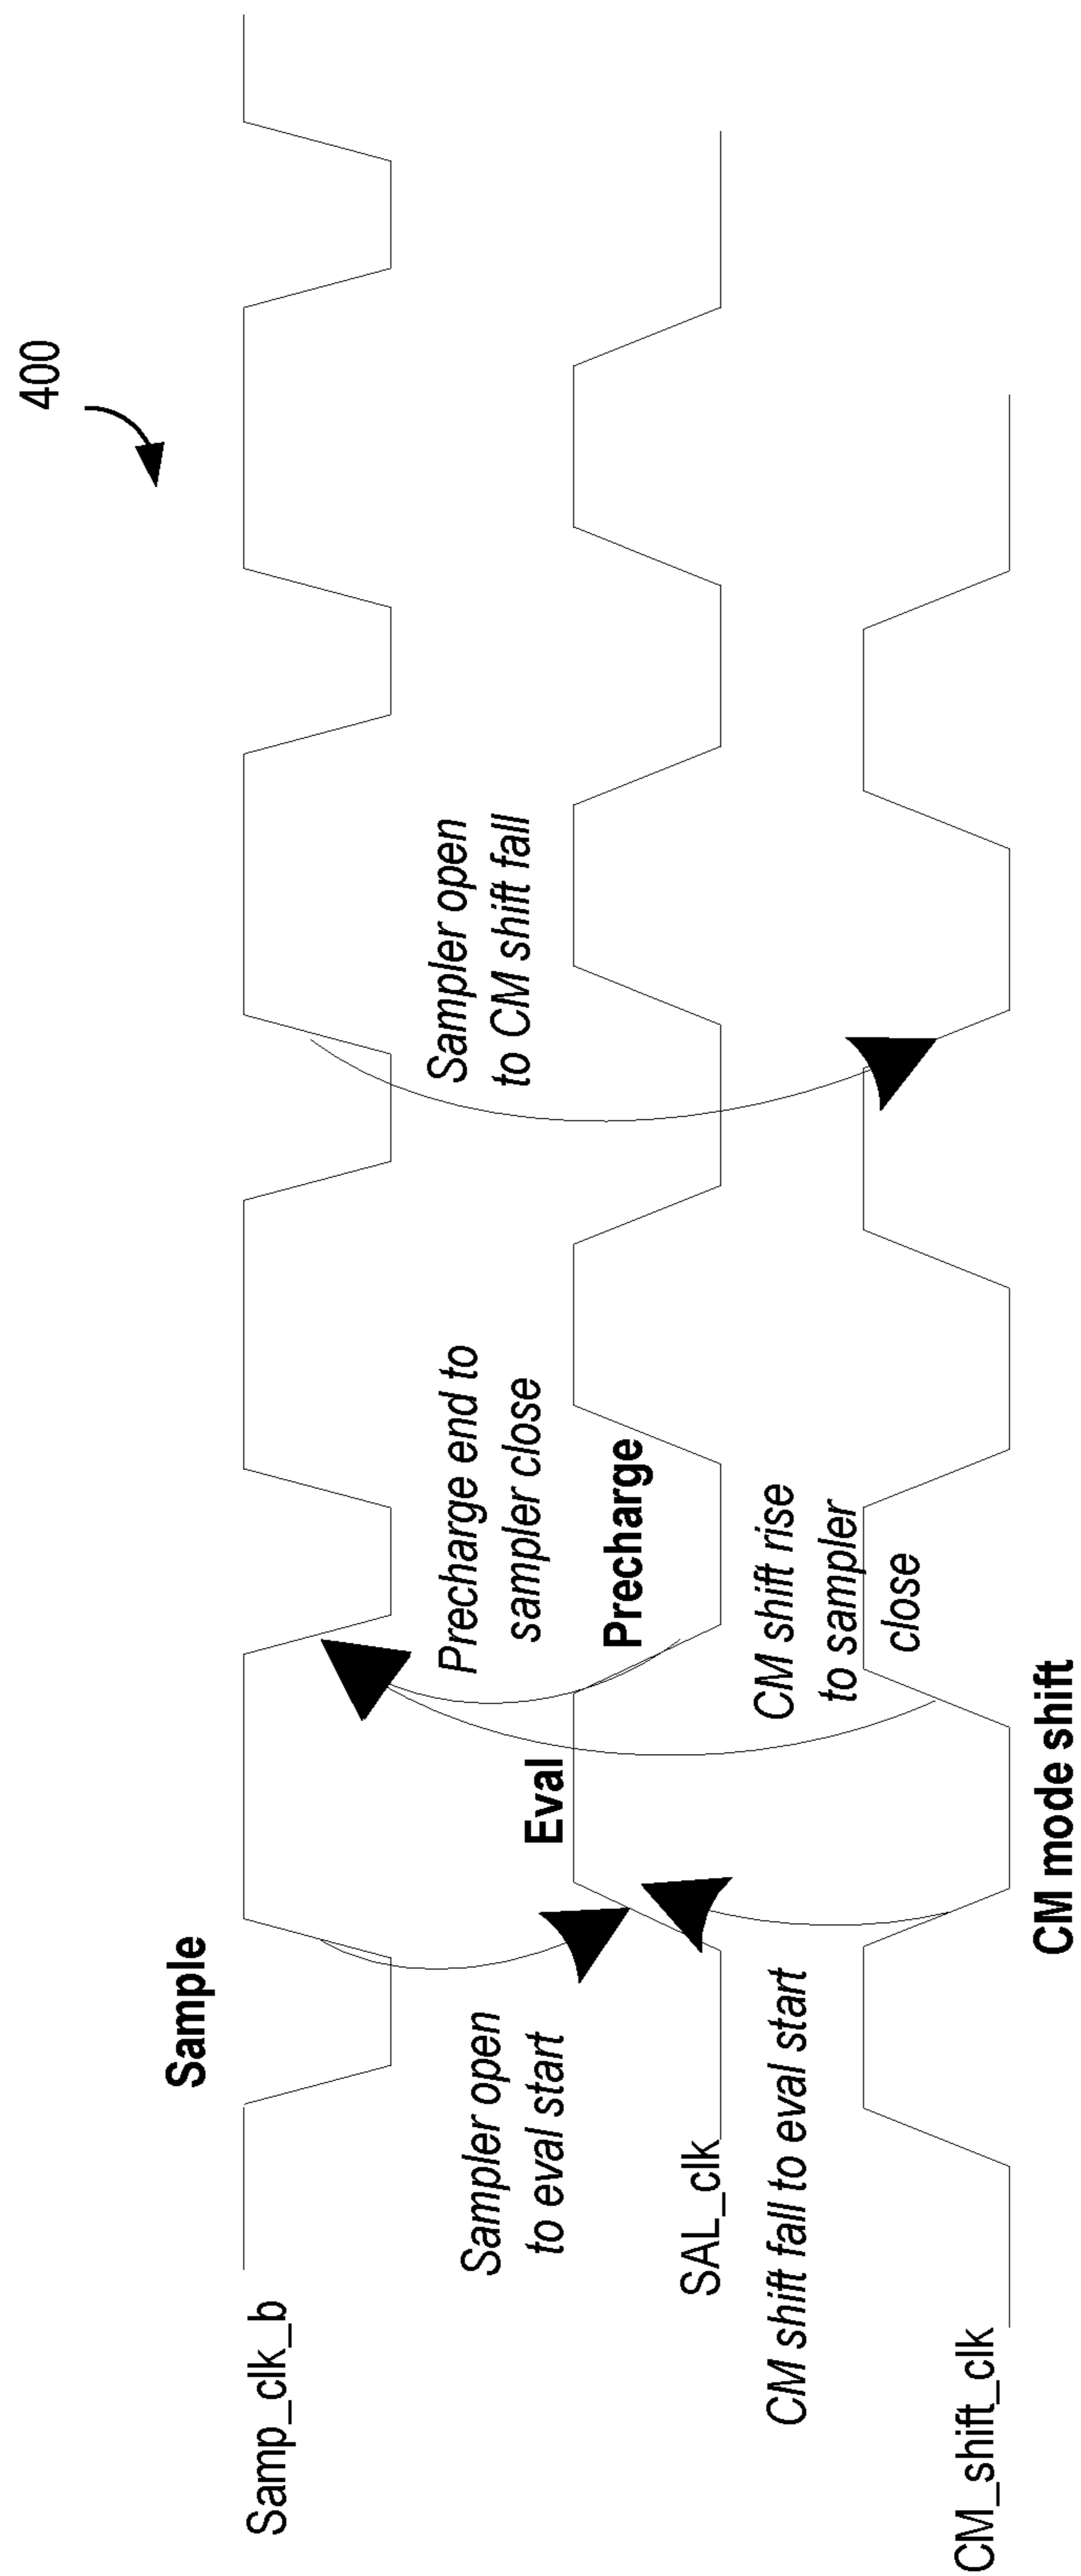 400
Sample
Samp_clk_b
Sampler open
to eval start
Precharge end to
sampler close
Sampler open
to CM shift fall
Eval
Precharge
SAL_clk
CM shift fall to eval start
CM shift rise
to sampler
close
CM_shift_clk
CM mode shift